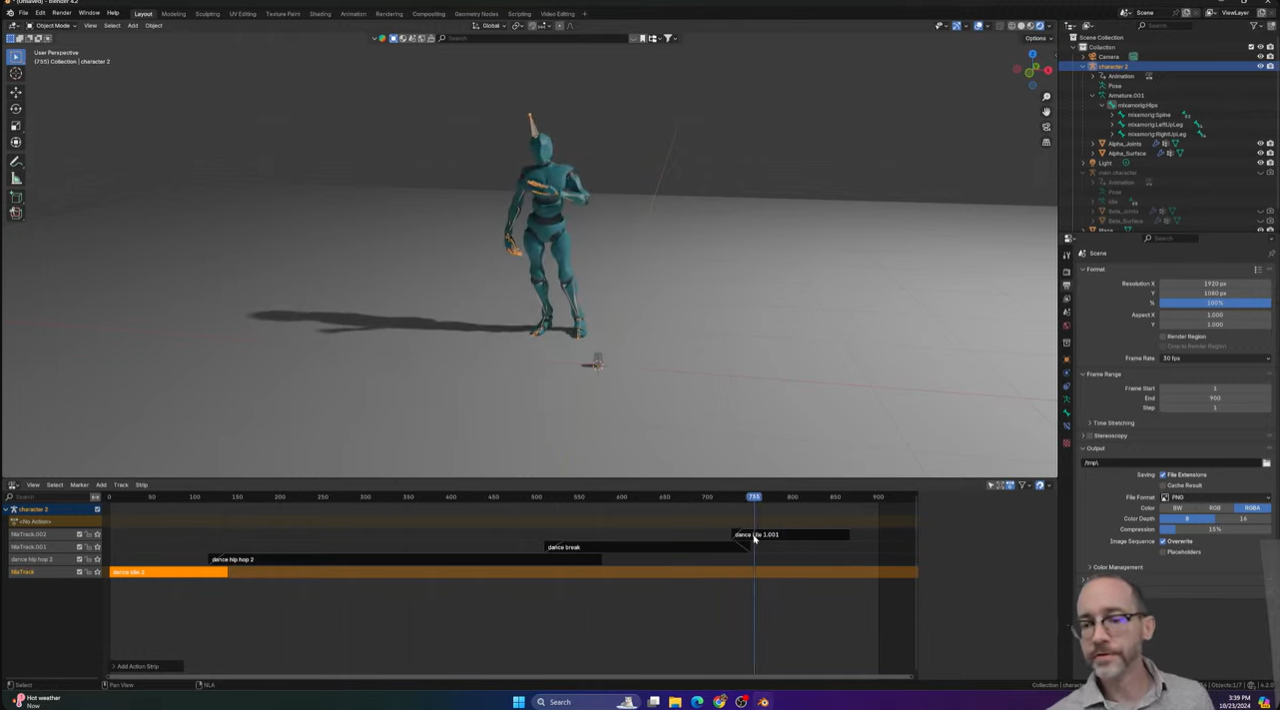 (Unsaved) - Blender 4.2
File Edit Render Window Help Layout Modeling Sculpting UV Editing Texture Paint Shading Animation Rendering Compositing Geometry Nodes Scripting Video Editing + Scene ViewLayer
Object Mode View Select Add Object Global
Search Options
User Perspective
(755) Collection | character 2
Scene Collection
Collection
Camera
character 2
Animation
Pose
Armature.001
mixamorig:Hips
mixamorig:Spine
mixamorig:LeftUpLeg
mixamorig:RightUpLeg
Alpha_Joints
Alpha_Surface
Light
main character
Animation
Pose
Idle
Beta_Joints
Beta_Surface
Search
Scene
Format
Resolution X 1920 px
Y 1080 px
% 100%
Aspect X 1.000
Y 1.000
Render Region
Crop to Render Region
Frame Rate 30 fps
Frame Range
Frame Start 1
End 900
Step 1
Time Stretching
Stereoscopy
Output
/tmp\
Saving File Extensions
Cache Result
File Format PNG
Color BW RGB RGBA
Color Depth 8 16
Compression 15%
Image Sequence Overwrite
Placeholders
Color Management
View Select Marker Add Track Strip
Search 0 50 100 150 200 250 300 350 400 450 500 550 600 650 700 755 800 850 900
character 2
<No Action>
NlaTrack.002 dance idle 1.001
NlaTrack.001 dance break
dance hip hop 2 dance hip hop 2
NlaTrack dance idle 2
Add Action Strip
Select Pan View NLA
Hot weather
Now
Search
3:39 PM
10/23/2024